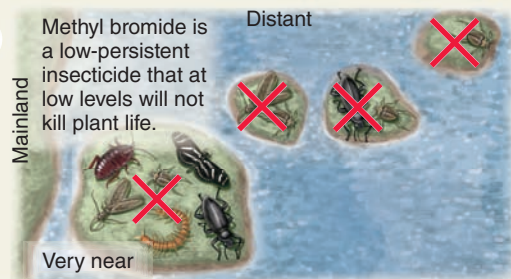 Methyl bromide is
a low-persistent
insecticide that at
low levels will not
kill plant life.
Distant
Mainland
Very near